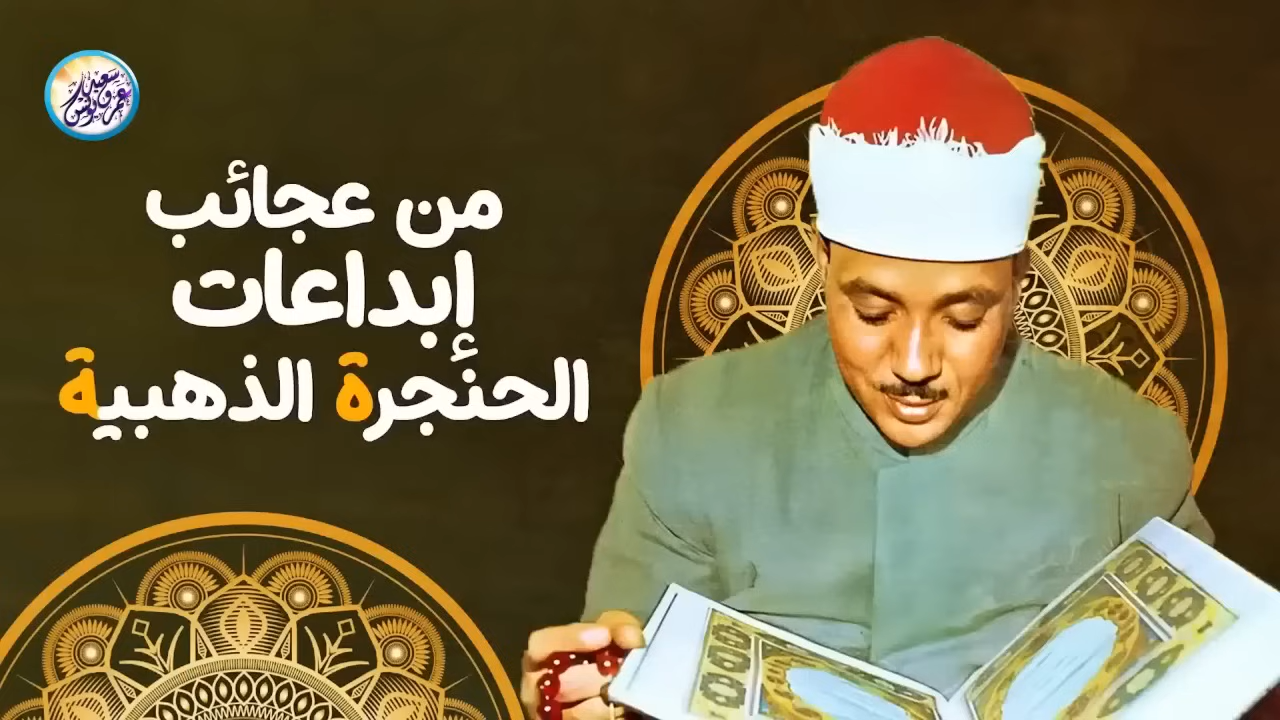 من عجائب
إبداعات
الحنجرة الذهبية